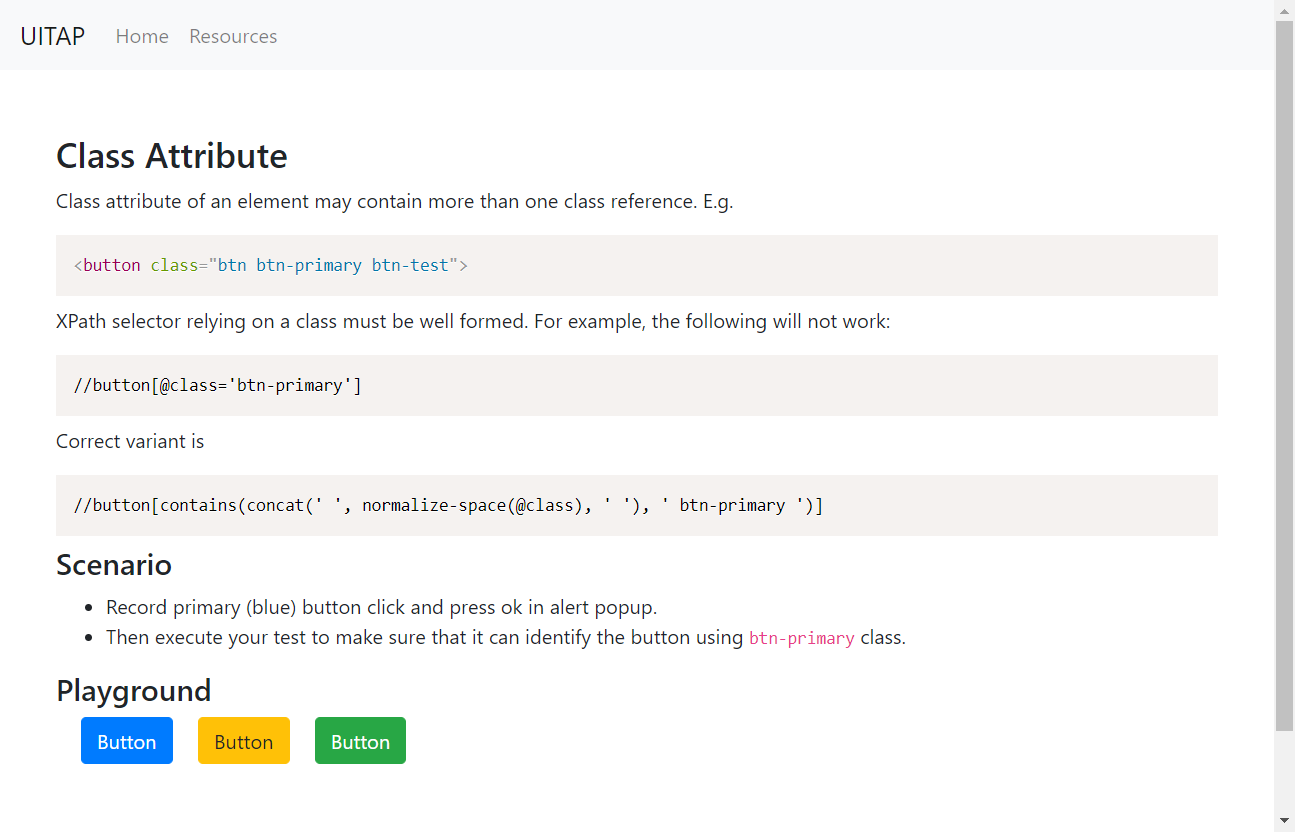 UITAP Home Resources
Class Attribute
Class attribute of an element may contain more than one class reference. E.g.
<button class="btn btn-primary btn-test">
XPath selector relying on a class must be well formed. For example, the following will not work:
//button[@class='btn-primary']
Correct variant is
//button[contains(concat(' ', normalize-space(@class), ' '), ' btn-primary ')]
Scenario
Record primary (blue) button click and press ok in alert popup.
Then execute your test to make sure that it can identify the button using btn-primary class.
Playground
Button Button Button